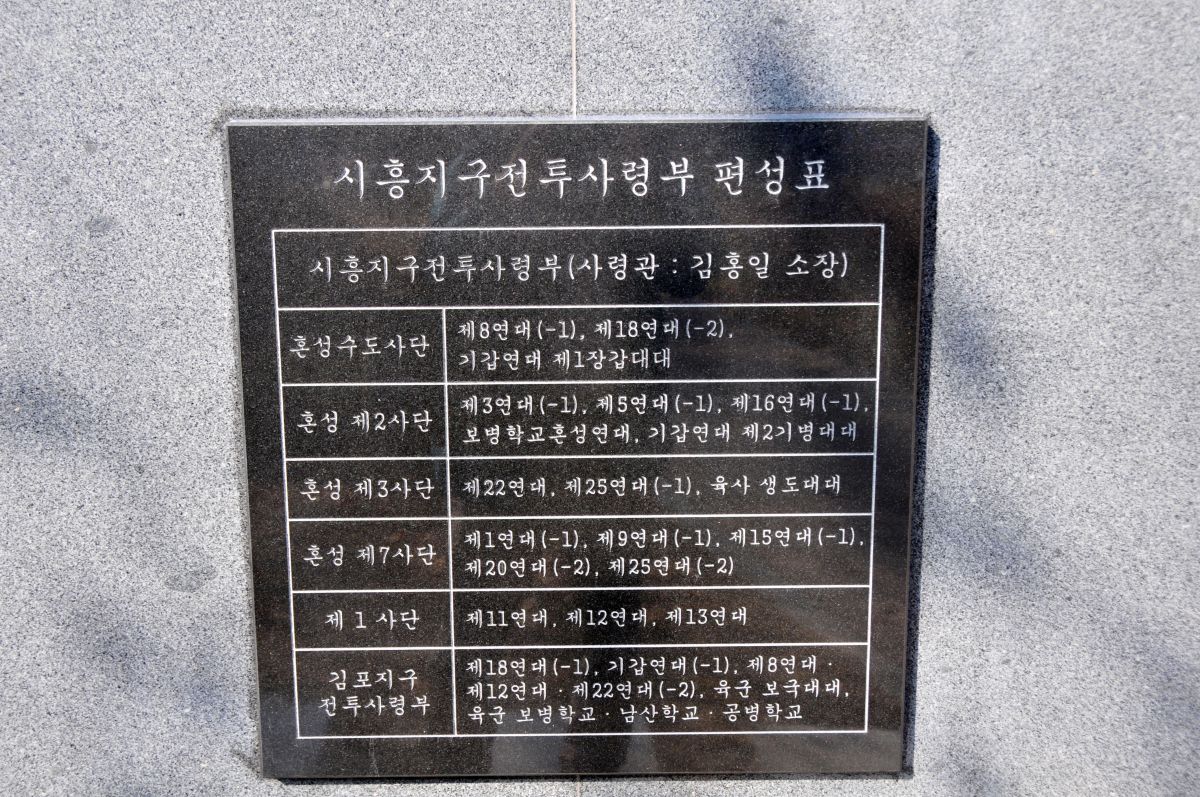 시흥지구전투사령부 편성표
시흥지구전투사령부(사령관 : 김홍일 소장)
혼성수도사단
제8연대(-1), 제18연대(-2),
기갑연대 제1장갑대대
혼성 제2사단
제3연대(-1), 제5연대(-1), 제16연대(-1),
보병학교혼성연대, 기갑연대 제2기병대대
혼성 제3사단
제22연대, 제25연대(-1), 육사 생도대대
혼성 제7사단
제1연대(-1), 제9연대(-1), 제15연대(-1),
제20연대(-2), 제25연대(-2)
제 1 사단
제11연대, 제12연대, 제13연대
김포지구
전투사령부
제18연대(-1), 기갑연대(-1), 제8연대 ·
제12연대 · 제22연대(-2), 육군 보국대대,
육군 보병학교 · 남산학교 · 공병학교